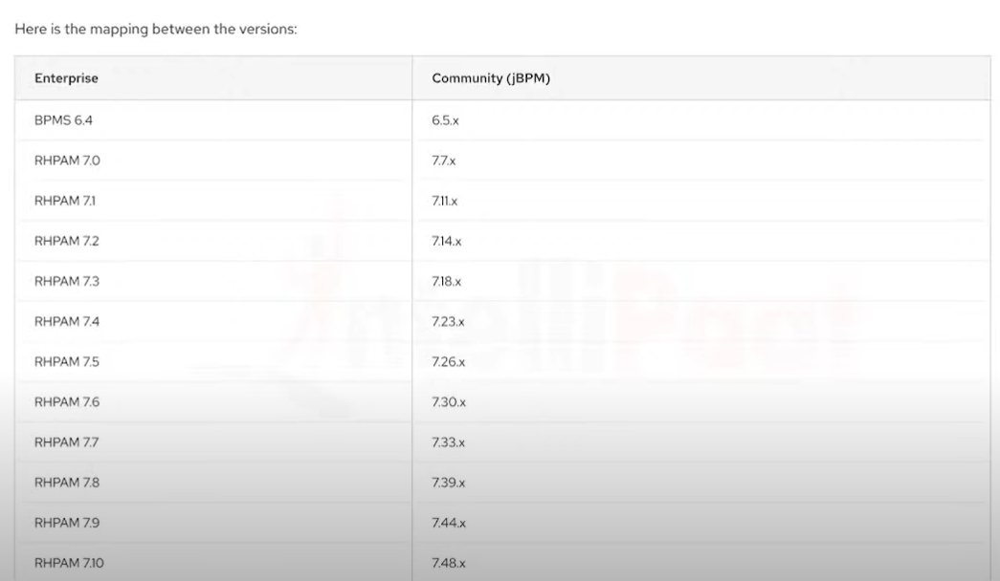 Here is the mapping between the versions:
Enterprise Community (jBPM)
BPMS 6.4 6.5.x
RHPAM 7.0 7.7.x
RHPAM 7.1 7.11.x
RHPAM 7.2 7.14.x
RHPAM 7.3 7.18.x
RHPAM 7.4 7.23.x
RHPAM 7.5 7.26.x
RHPAM 7.6 7.30.x
RHPAM 7.7 7.33.x
RHPAM 7.8 7.39.x
RHPAM 7.9 7.44.x
RHPAM 7.10 7.48.x
IntelliPaat